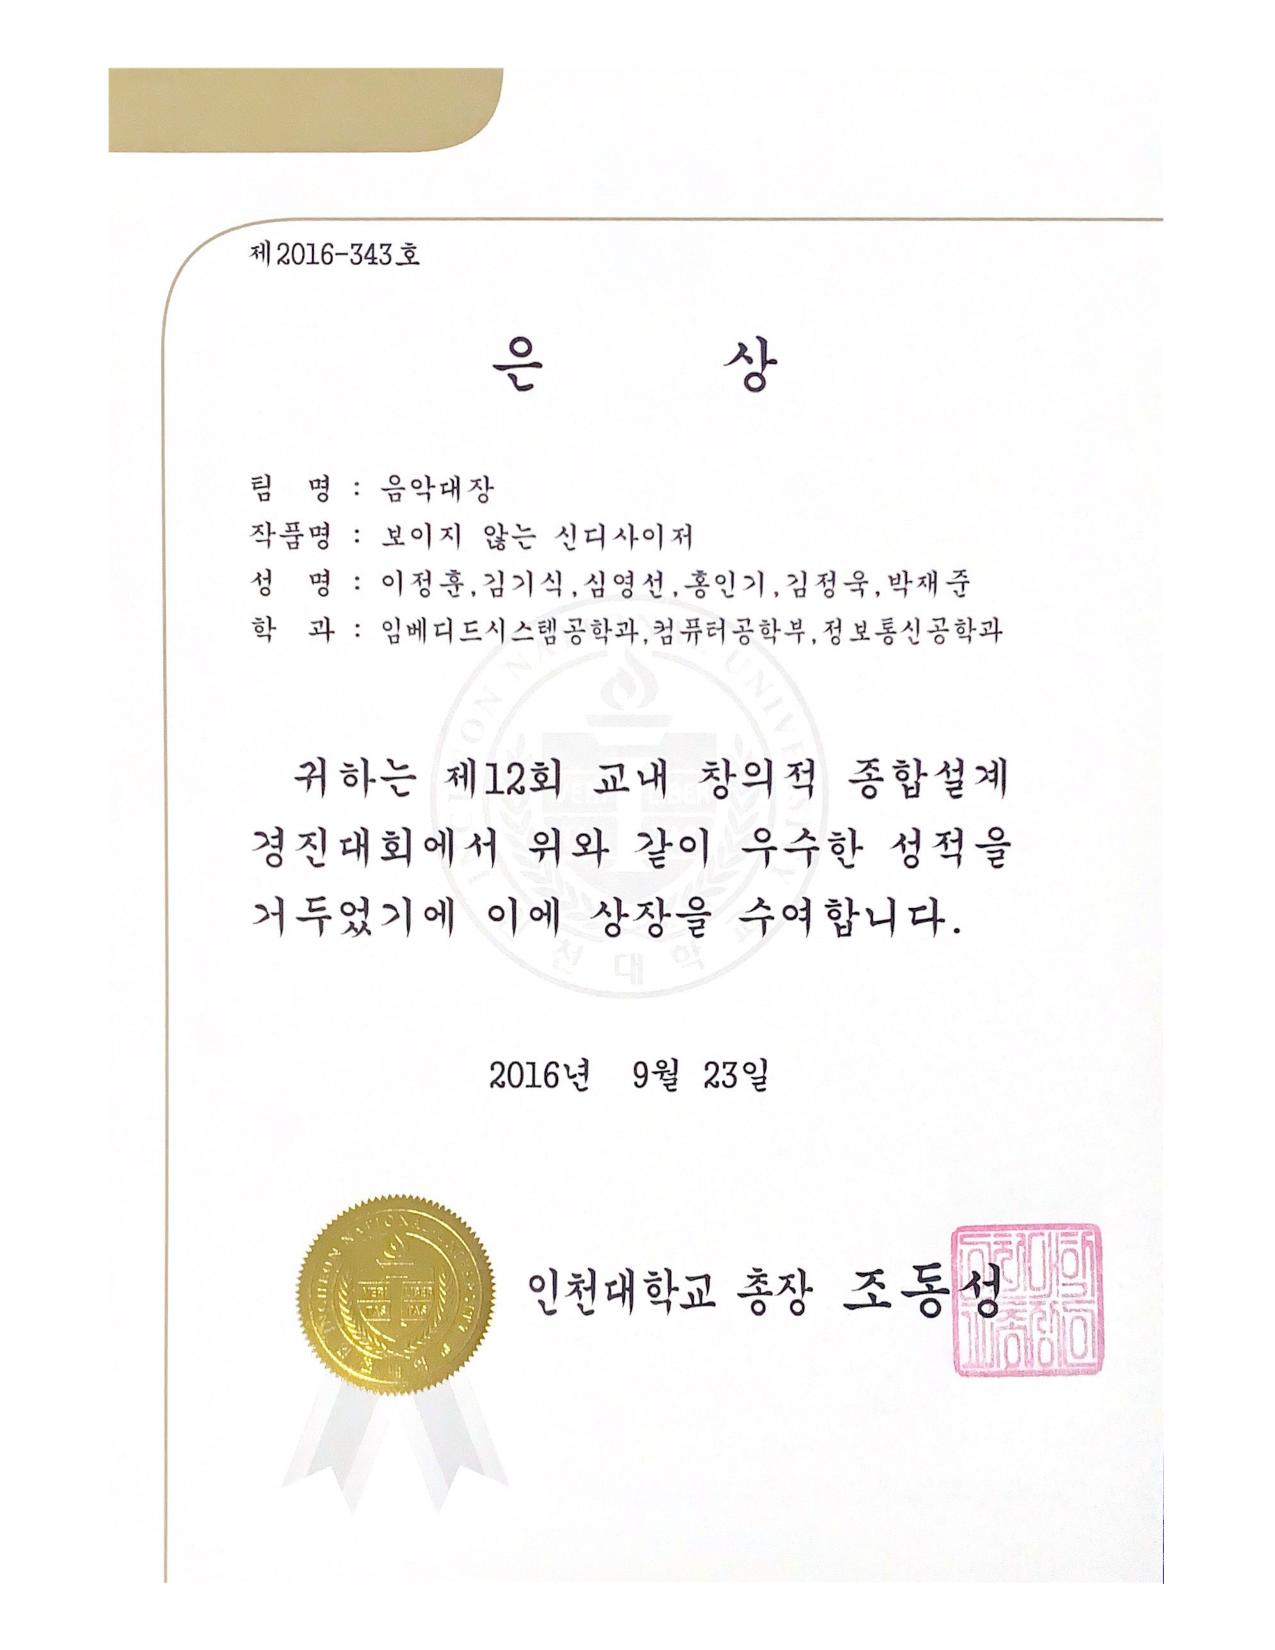 제2016-343호
은 상
팀 명 : 음악대장
작품명 : 보이지 않는 신디사이저
성 명 : 이정훈,김기식,심영선,홍인기,김정욱,박재준
학 과 : 임베디드시스템공학과,컴퓨터공학부,정보통신공학과
귀하는 제12회 교내 창의적 종합설계
경진대회에서 위와 같이 우수한 성적을
거두었기에 이에 상장을 수여합니다.
2016년 9월 23일
인천대학교 총장 조동성